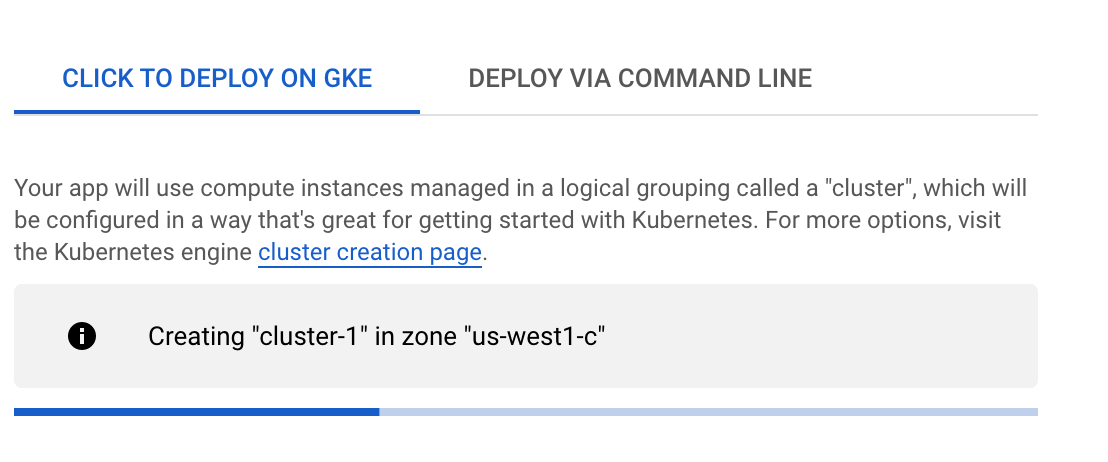 CLICK TO DEPLOY ON GKE
DEPLOY VIA COMMAND LINE
Your app will use compute instances managed in a logical grouping called a "cluster", which will
be configured in a way that's great for getting started with Kubernetes. For more options, visit
the Kubernetes engine cluster creation page.
Creating "cluster-1" in zone "us-west1-c"